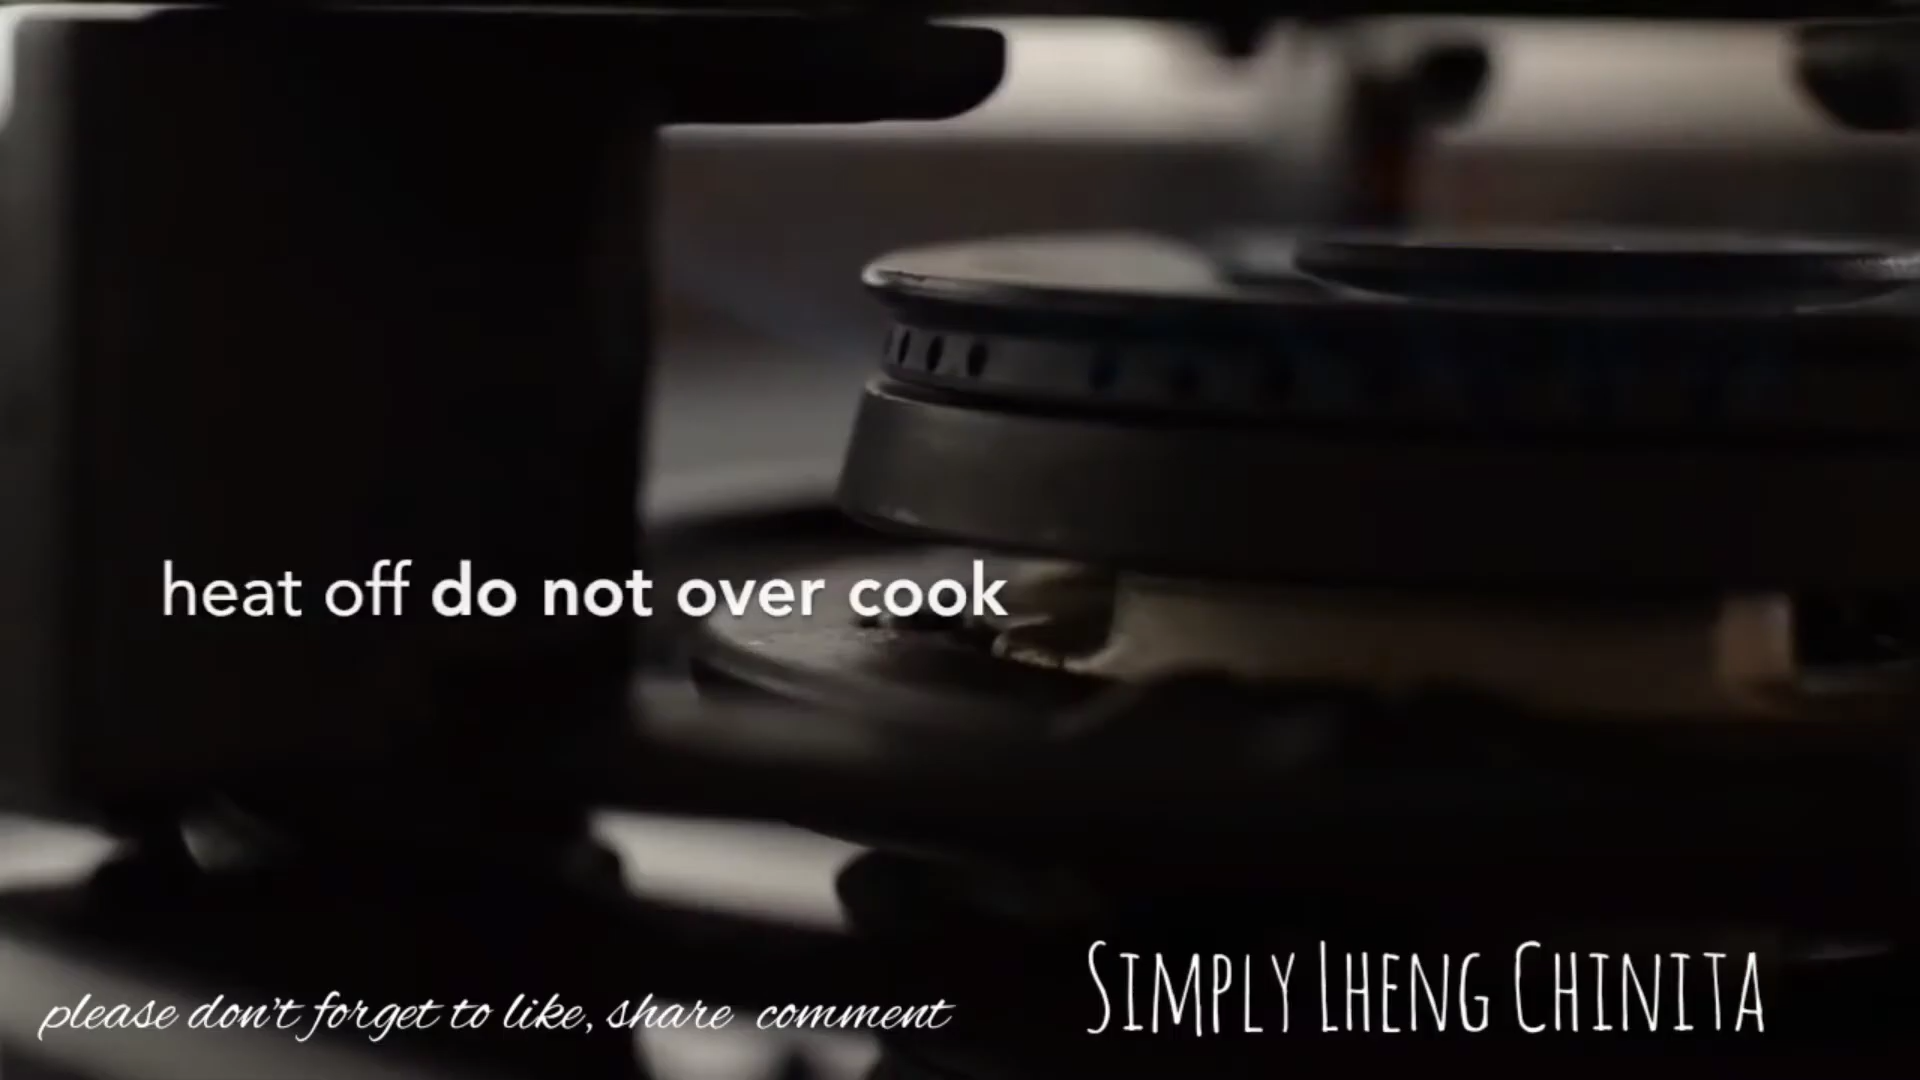 heat off do not over cook
please don't forget to like, share comment
SIMPLY LHENG CHINITA